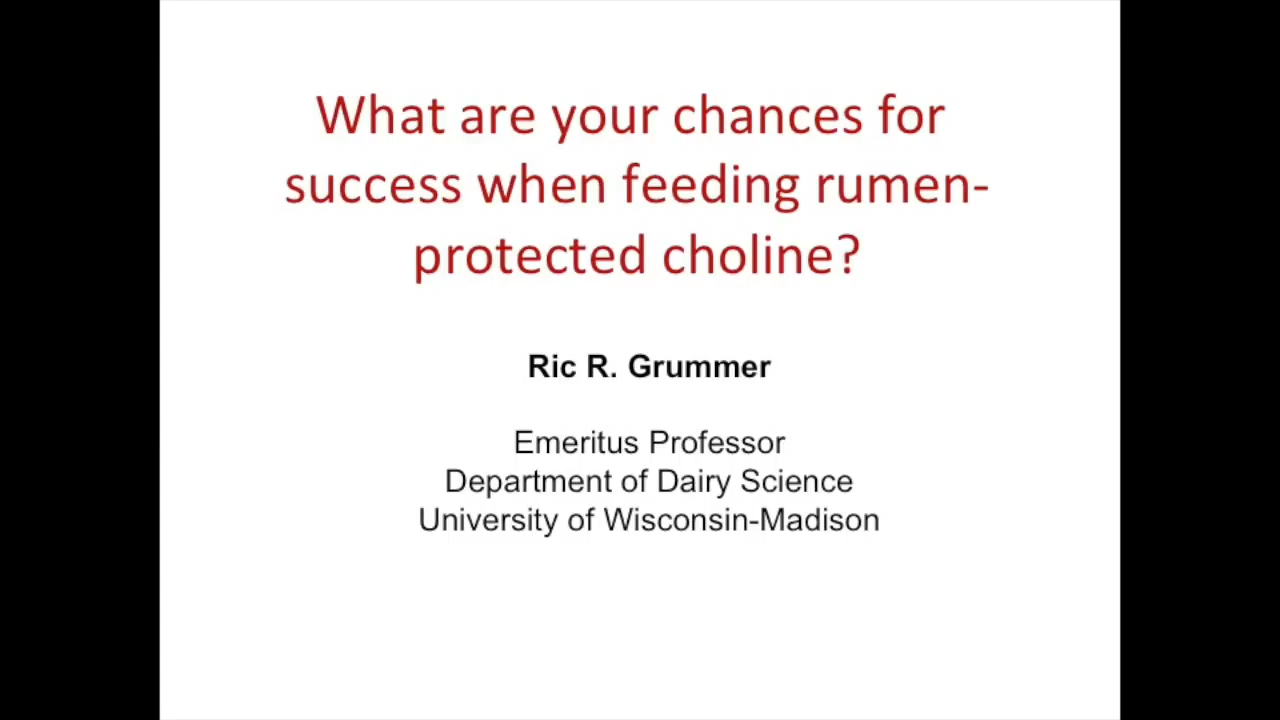 What are your chances for
success when feeding rumen-
protected choline?
Ric R. Grummer
Emeritus Professor
Department of Dairy Science
University of Wisconsin-Madison